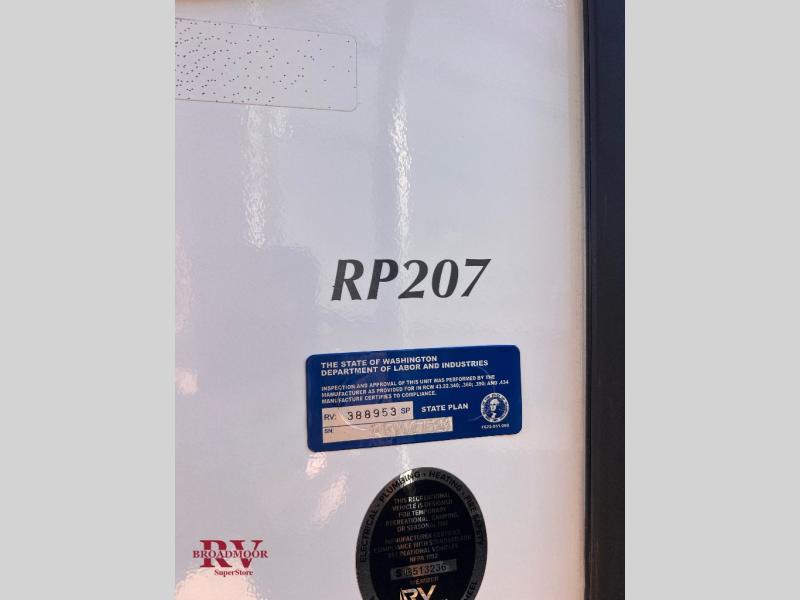 RP207
THE STATE OF WASHINGTON
DEPARTMENT OF LABOR AND INDUSTRIES
INSPECTION AND APPROVAL OF THIS UNIT WAS PERFORMED BY THE
MANUFACTURER AS PROVIDED FOR IN RCW 43.22.340, .360, .390, AND .434
MANUFACTURE CERTIFIES TO COMPLIANCE.
RV: 388953 SP STATE PLAN
SN:
ELECTRICAL • PLUMBING • HEATING • FIRE SAFETY
THIS RECREATIONAL
VEHICLE IS DESIGNED
FOR TEMPORARY
RECREATIONAL, CAMPING,
OR SEASONAL USE
MANUFACTURER CERTIFIES
COMPLIANCE WITH STANDARD FOR
RECREATIONAL VEHICLES
NFPA 1192
513236
MEMBER
RV
RV
BROADMOOR
SuperStore